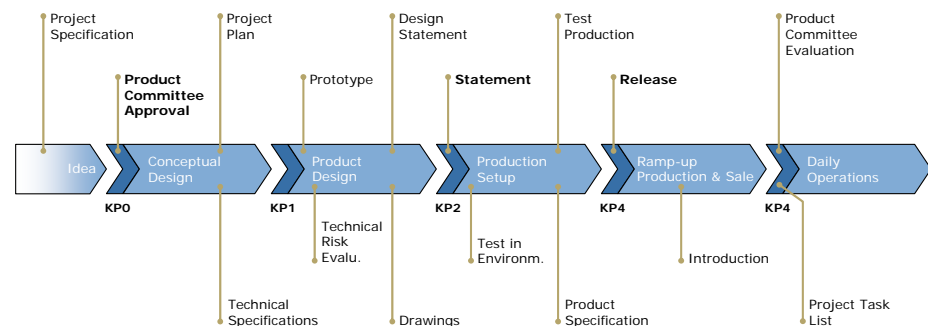 Project
Specification
Project
Plan
Design
Statement
Test
Production
Product
Committee
Evaluation
Product
Committee
Approval
Prototype
Statement
Release
Idea
Conceptual
Design
Product
Design
Production
Setup
Ramp-up
Production & Sale
Daily
Operations
KP0
KP1
KP2
KP4
KP4
Technical
Risk
Evalu.
Test in
Environm.
Introduction
Technical
Specifications
Drawings
Product
Specification
Project Task
List